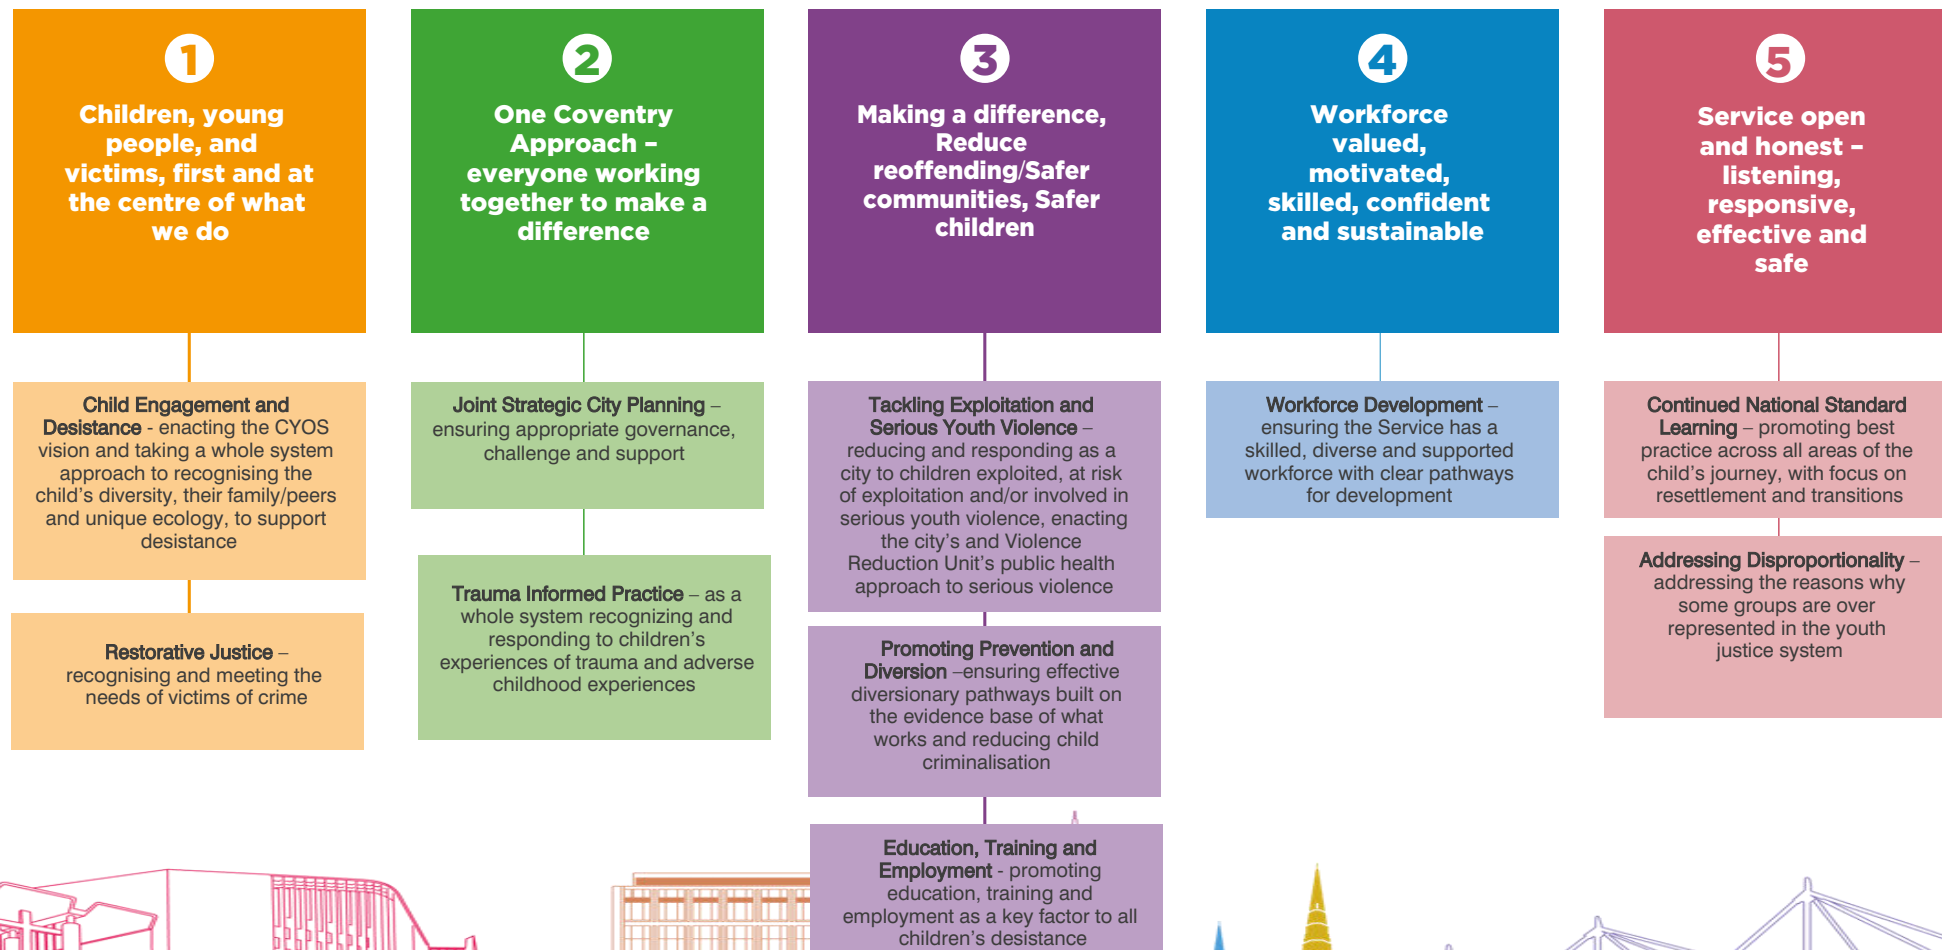 1
Children, young
people, and
victims, first and at
the centre of what
we do
Child Engagement and
Desistance - enacting the CYOS
vision and taking a whole system
approach to recognising the
child's diversity, their family/peers
and unique ecology, to support
desistance
Restorative Justice –
recognising and meeting the
needs of victims of crime
2
One Coventry
Approach –
everyone working
together to make a
difference
Joint Strategic City Planning –
ensuring appropriate governance,
challenge and support
Trauma Informed Practice – as a
whole system recognizing and
responding to children's
experiences of trauma and adverse
childhood experiences
3
Making a difference,
Reduce
reoffending/Safer
communities, Safer
children
Tackling Exploitation and
Serious Youth Violence –
reducing and responding as a
city to children exploited, at risk
of exploitation and/or involved in
serious youth violence, enacting
the city's and Violence
Reduction Unit's public health
approach to serious violence
Promoting Prevention and
Diversion –ensuring effective
diversionary pathways built on
the evidence base of what
works and reducing child
criminalisation
Education, Training and
Employment - promoting
education, training and
employment as a key factor to all
children's desistance
4
Workforce
valued,
motivated,
skilled, confident
and sustainable
Workforce Development –
ensuring the Service has a
skilled, diverse and supported
workforce with clear pathways
for development
5
Service open
and honest –
listening,
responsive,
effective and
safe
Continued National Standard
Learning – promoting best
practice across all areas of the
child's journey, with focus on
resettlement and transitions
Addressing Disproportionality –
addressing the reasons why
some groups are over
represented in the youth
justice system